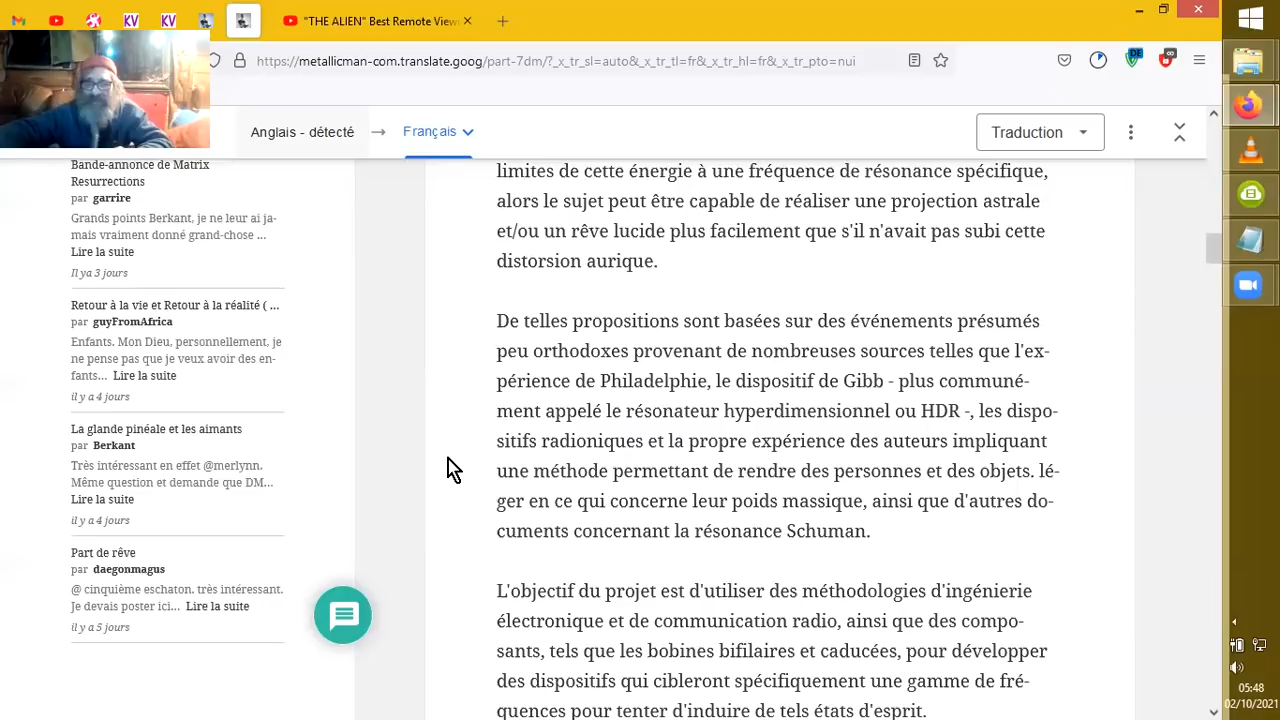 KV
KV
"THE ALIEN" Best Remote View
https://metallicman-com.translate.goog/part-7dm/?_x_tr_sl=auto&_x_tr_tl=fr&_x_tr_hl=fr&_x_tr_pto=nui
DE
Anglais - détecté
Français
Traduction
Bande-annonce de Matrix
Resurrections
par garrire
Grands points Berkant, je ne leur ai ja-
mais vraiment donné grand-chose ...
Lire la suite
Il y a 3 jours
Retour à la vie et Retour à la réalité ( ...
par guyFromAfrica
Enfants. Mon Dieu, personnellement, je
ne pense pas que je veux avoir des en-
fants... Lire la suite
il y a 4 jours
La glande pinéale et les aimants
par Berkant
Très intéressant en effet @merlynn.
Même question et demande que DM...
Lire la suite
il y a 4 jours
Part de rêve
par daegonmagus
@ cinquième eschaton. très intéressant.
Je devais poster ici... Lire la suite
il y a 5 jours
limites de cette énergie à une fréquence de résonance spécifique,
alors le sujet peut être capable de réaliser une projection astrale
et/ou un rêve lucide plus facilement que s'il n'avait pas subi cette
distorsion aurique.
De telles propositions sont basées sur des événements présumés
peu orthodoxes provenant de nombreuses sources telles que l'ex-
périence de Philadelphie, le dispositif de Gibb - plus communé-
ment appelé le résonateur hyperdimensionnel ou HDR -, les dispo-
sitifs radioniques et la propre expérience des auteurs impliquant
une méthode permettant de rendre des personnes et des objets. lé-
ger en ce qui concerne leur poids massique, ainsi que d'autres do-
cuments concernant la résonance Schuman.
L'objectif du projet est d'utiliser des méthodologies d'ingénierie
électronique et de communication radio, ainsi que des compo-
sants, tels que les bobines bifilaires et caducées, pour développer
des dispositifs qui cibleront spécifiquement une gamme de fré-
quences pour tenter d'induire de tels états d'esprit.
05:48
02/10/2021